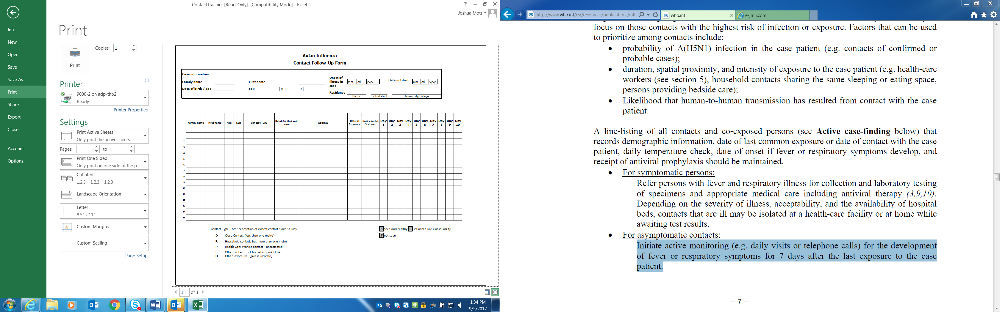 ContactTracing [Read-Only] [Compatibility Mode] - Excel
?
Joshua Mott
Info
New
Open
Save
Save As
Print
Share
Export
Close
Account
Options
Print
Print
Copies: 1
Printer
9000-2 on adp-thb2
Ready
Printer Properties
Settings
Print Active Sheets
Only print the active sheets
Pages: to
Print One Sided
Only print on one side of the p...
Collated
1,2,3 1,2,3 1,2,3
Landscape Orientation
Letter
8.5" x 11"
Custom Margins
Custom Scaling
Page Setup
Avian Influenza
Contact Follow-Up Form
Case information
Family name
First name
Onset of illness in case
mm dd yyyy
Date notified
mm dd yyyy
Date of birth / age
Sex
M
F
Residence
District
Sub-district
Town, city, village
Family name First name Age Sex Contact Type Relation-ship with case Address Date of Exposure Date contact first seen Day 1 Day 2 Day 3 Day 4 Day 5 Day 6 Day 7 Day 8 Day 9 Day 10
1
2
3
4
5
6
7
8
9
10
11
12
13
14
15
Contact Type - best description of closest contact since 14 May
D Close Contact (less than one metre)
R Household contact, but more than one metre
P Health Care Worker contact - unprotected
L Other contact - not household, not close
O Other exposure (please indicate)
S seen and healthy F influenza-like illness, notify
T not seen
1 of 1
1:34 PM
9/5/2017
http://www.who.int/csr/resources/publications/influ
who.int
e-jmii.com
focus on those contacts with the highest risk of infection or exposure. Factors that can be used
to prioritize among contacts include:
• probability of A(H5N1) infection in the case patient (e.g. contacts of confirmed or
probable cases);
• duration, spatial proximity, and intensity of exposure to the case patient (e.g. health-care
workers (see section 5), household contacts sharing the same sleeping or eating space,
persons providing bedside care);
• Likelihood that human-to-human transmission has resulted from contact with the case
patient.
A line-listing of all contacts and co-exposed persons (see Active case-finding below) that
records demographic information, date of last common exposure or date of contact with the case
patient, daily temperature check, date of onset if fever or respiratory symptoms develop, and
receipt of antiviral prophylaxis should be maintained.
• For symptomatic persons:
– Refer persons with fever and respiratory illness for collection and laboratory testing
of specimens and appropriate medical care including antiviral therapy (3,9,10).
Depending on the severity of illness, acceptability, and the availability of hospital
beds, contacts that are ill may be isolated at a health-care facility or at home while
awaiting test results.
• For asymptomatic contacts:
– Initiate active monitoring (e.g. daily visits or telephone calls) for the development
of fever or respiratory symptoms for 7 days after the last exposure to the case
patient.
— 7 —